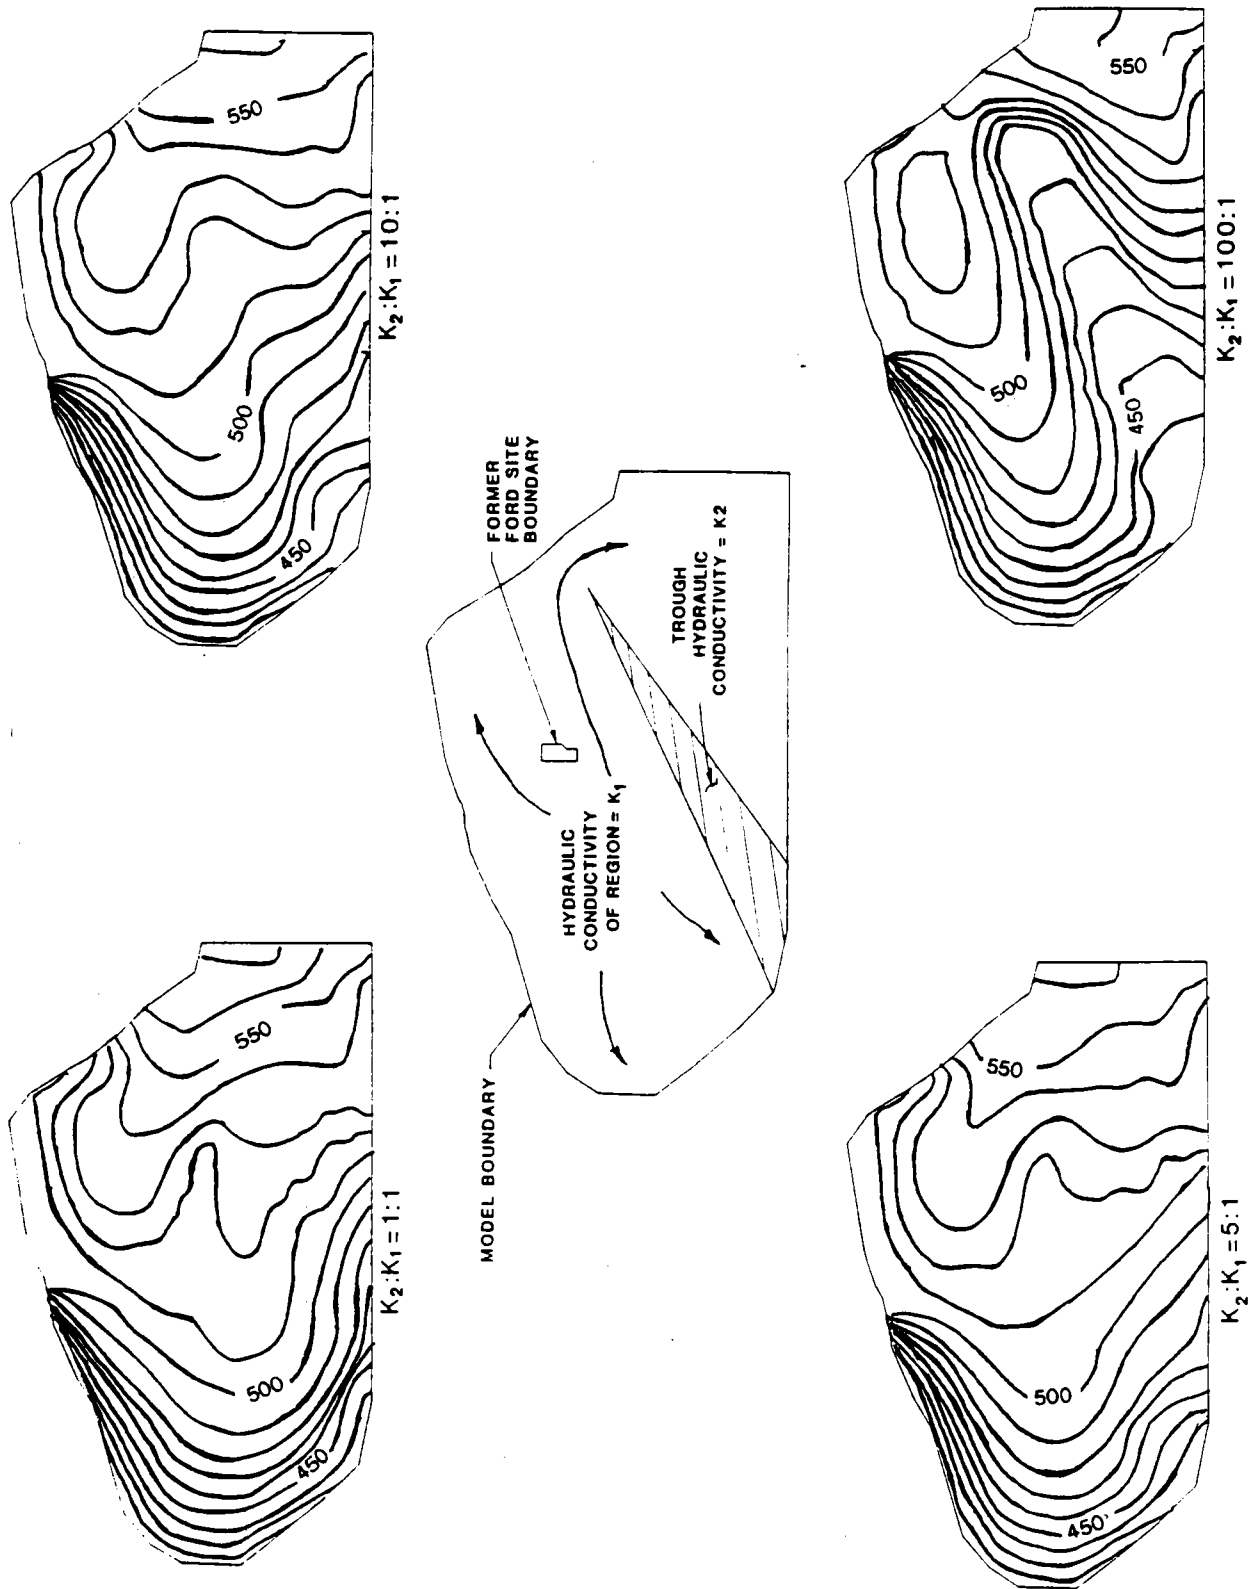 550
500
450
K₂:K₁ = 1:1
550
500
450
K₂:K₁ = 10:1
MODEL BOUNDARY
HYDRAULIC
CONDUCTIVITY
OF REGION = K₁
FORMER
FORD SITE
BOUNDARY
TROUGH
HYDRAULIC
CONDUCTIVITY = K2
550
500
450
K₂:K₁ = 5:1
550
500
450
K₂:K₁ = 100:1